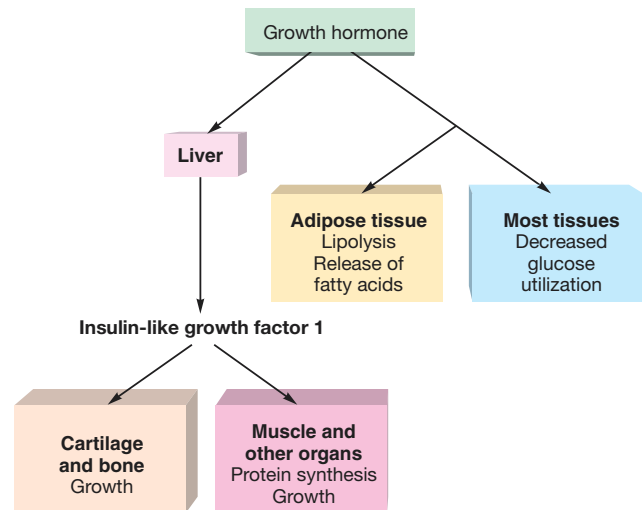 Growth hormone
Liver
Adipose tissue
Lipolysis
Release of
fatty acids
Most tissues
Decreased
glucose
utilization
Insulin-like growth factor 1
Cartilage
and bone
Growth
Muscle and
other organs
Protein synthesis
Growth